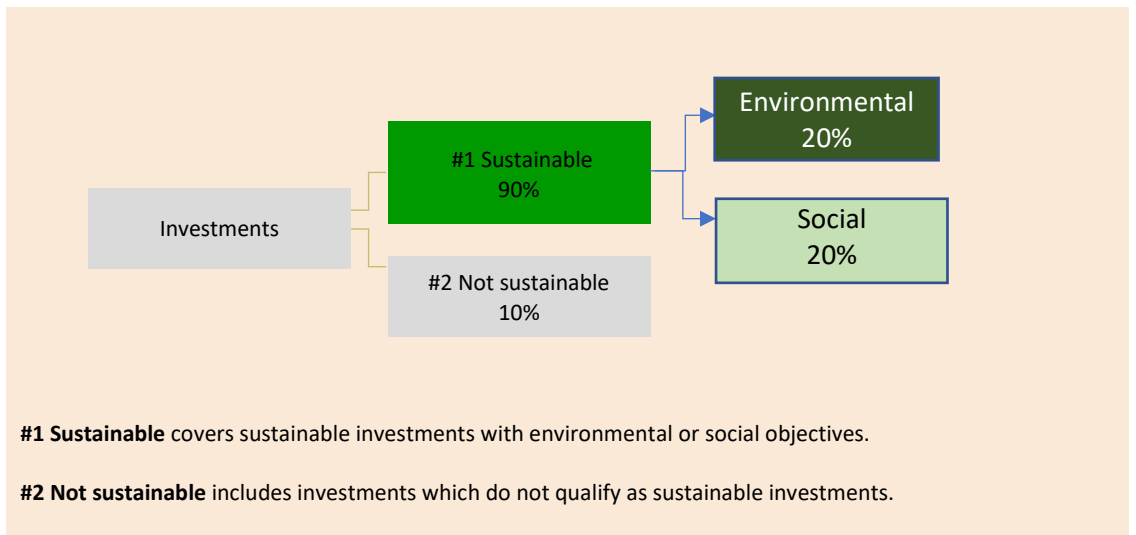 Investments
#1 Sustainable
90%
#2 Not sustainable
10%
Environmental
20%
Social
20%
#1 Sustainable covers sustainable investments with environmental or social objectives.
#2 Not sustainable includes investments which do not qualify as sustainable investments.